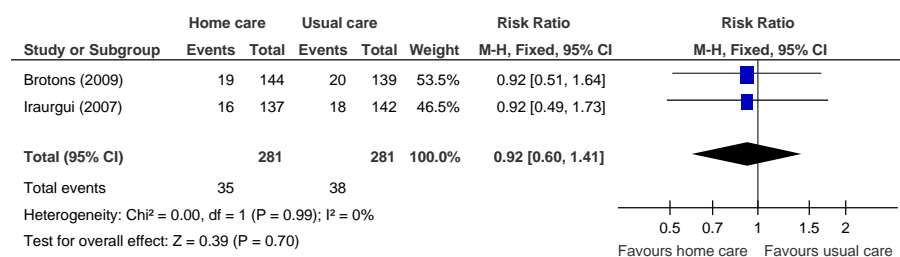 Home care Usual care Risk Ratio Risk Ratio
Study or Subgroup Events Total Events Total Weight M-H, Fixed, 95% CI M-H, Fixed, 95% CI
Brotons (2009) 19 144 20 139 53.5% 0.92 [0.51, 1.64]
Iraurgui (2007) 16 137 18 142 46.5% 0.92 [0.49, 1.73]
Total (95% CI) 281 281 100.0% 0.92 [0.60, 1.41]
Total events 35 38
Heterogeneity: Chi² = 0.00, df = 1 (P = 0.99); I² = 0%
Test for overall effect: Z = 0.39 (P = 0.70)
0.5 0.7 1 1.5 2
Favours home care Favours usual care